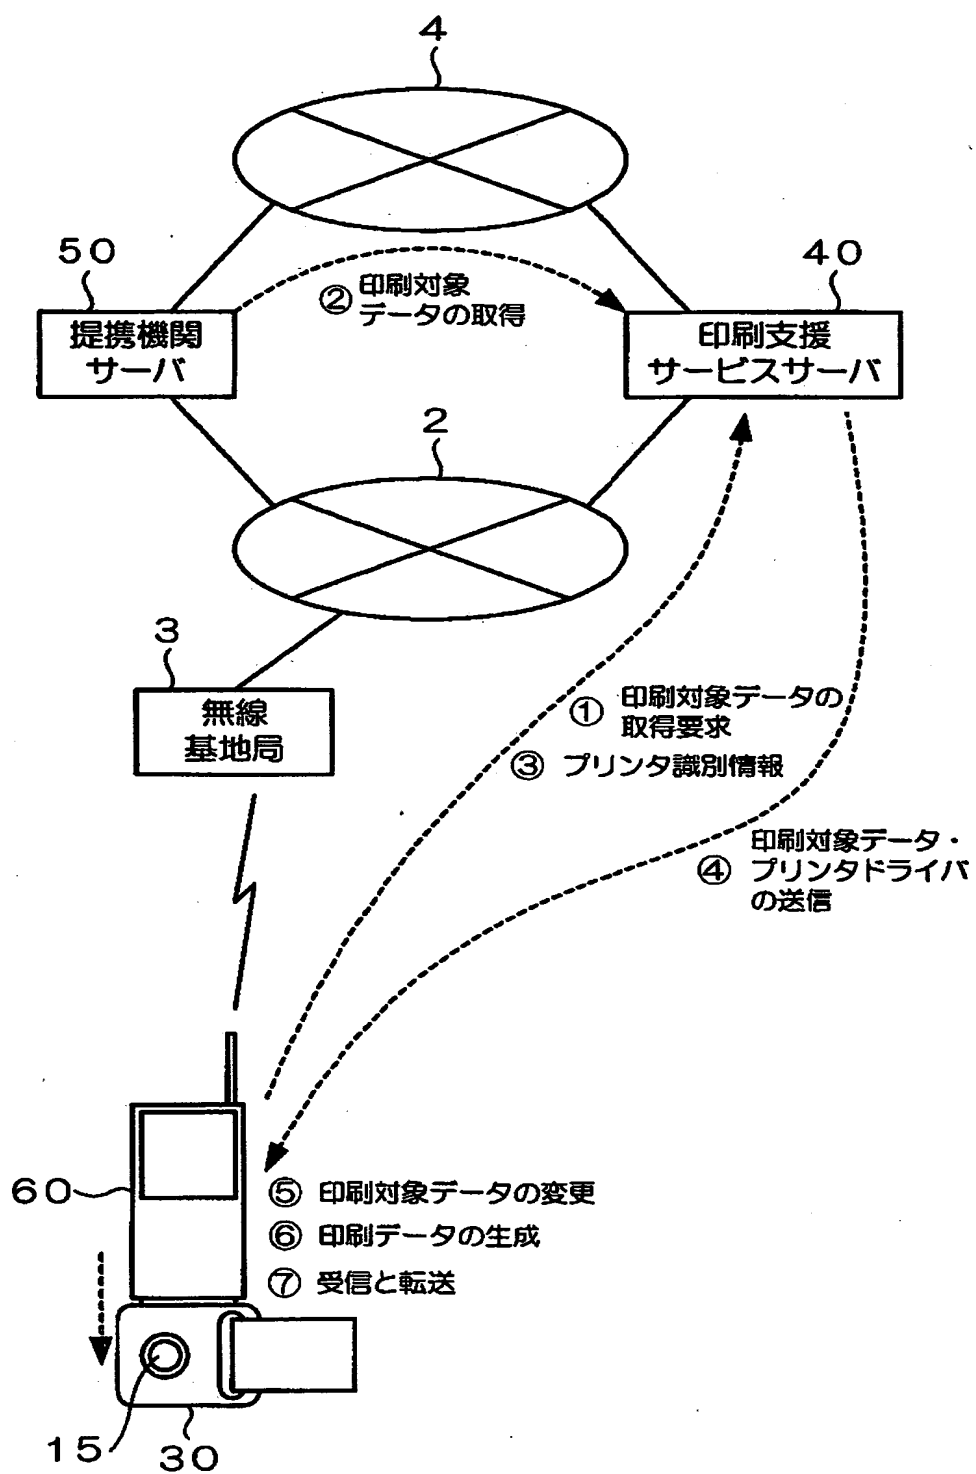 4
50
40
② 印刷対象
データの取得
提携機関
サーバ
印刷支援
サービスサーバ
2
3
無線
基地局
① 印刷対象データの
取得要求
③ プリンタ識別情報
④ 印刷対象データ・
プリンタドライバ
の送信
60
⑤ 印刷対象データの変更
⑥ 印刷データの生成
⑦ 受信と転送
15
30